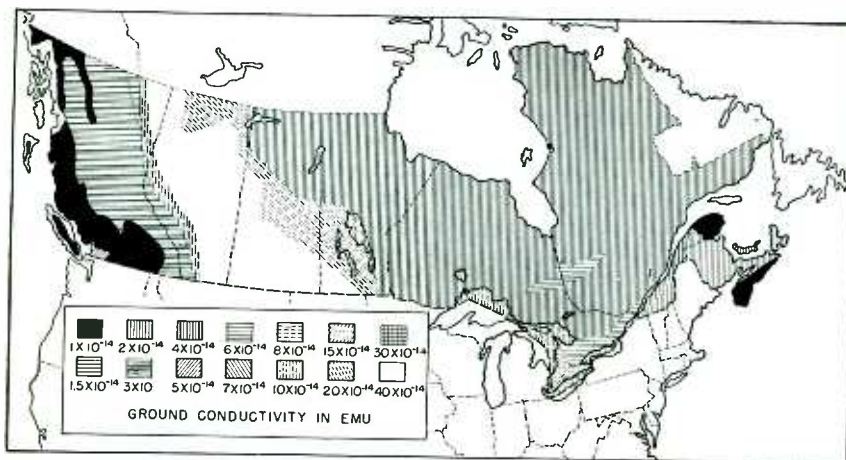 1X10-14 2X10-14 4X10-14 6X10-14 8X10-14 15X10-14 30X10-14
1.5X10-14 3X10 5X10-14 7X10-14 10X10-14 20X10-14 40X10-14
GROUND CONDUCTIVITY IN EMU